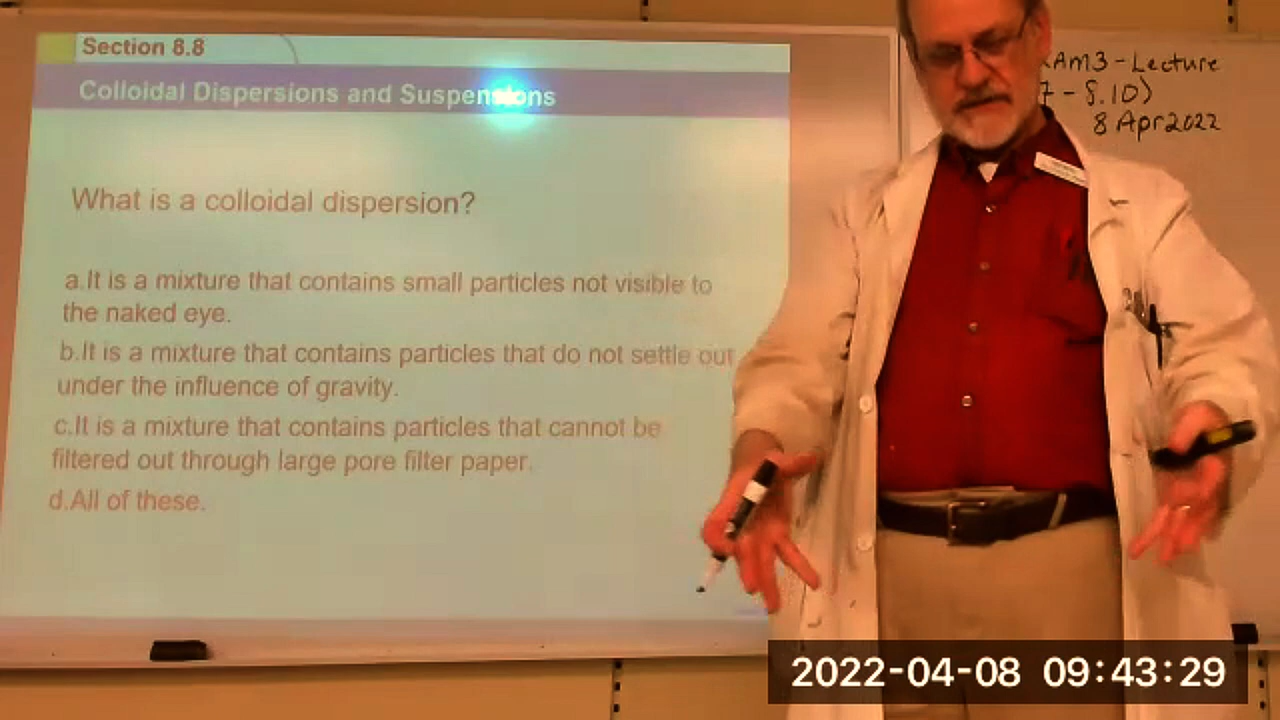 Section 8.8
Colloidal Dispersions and Suspensions
What is a colloidal dispersion?
a.It is a mixture that contains small particles not visible to
the naked eye.
b.It is a mixture that contains particles that do not settle out
under the influence of gravity.
c.It is a mixture that contains particles that cannot be
filtered out through large pore filter paper.
d.All of these.
Lecture
8.10)
8 Apr2022
2022-04-08 09:43:29